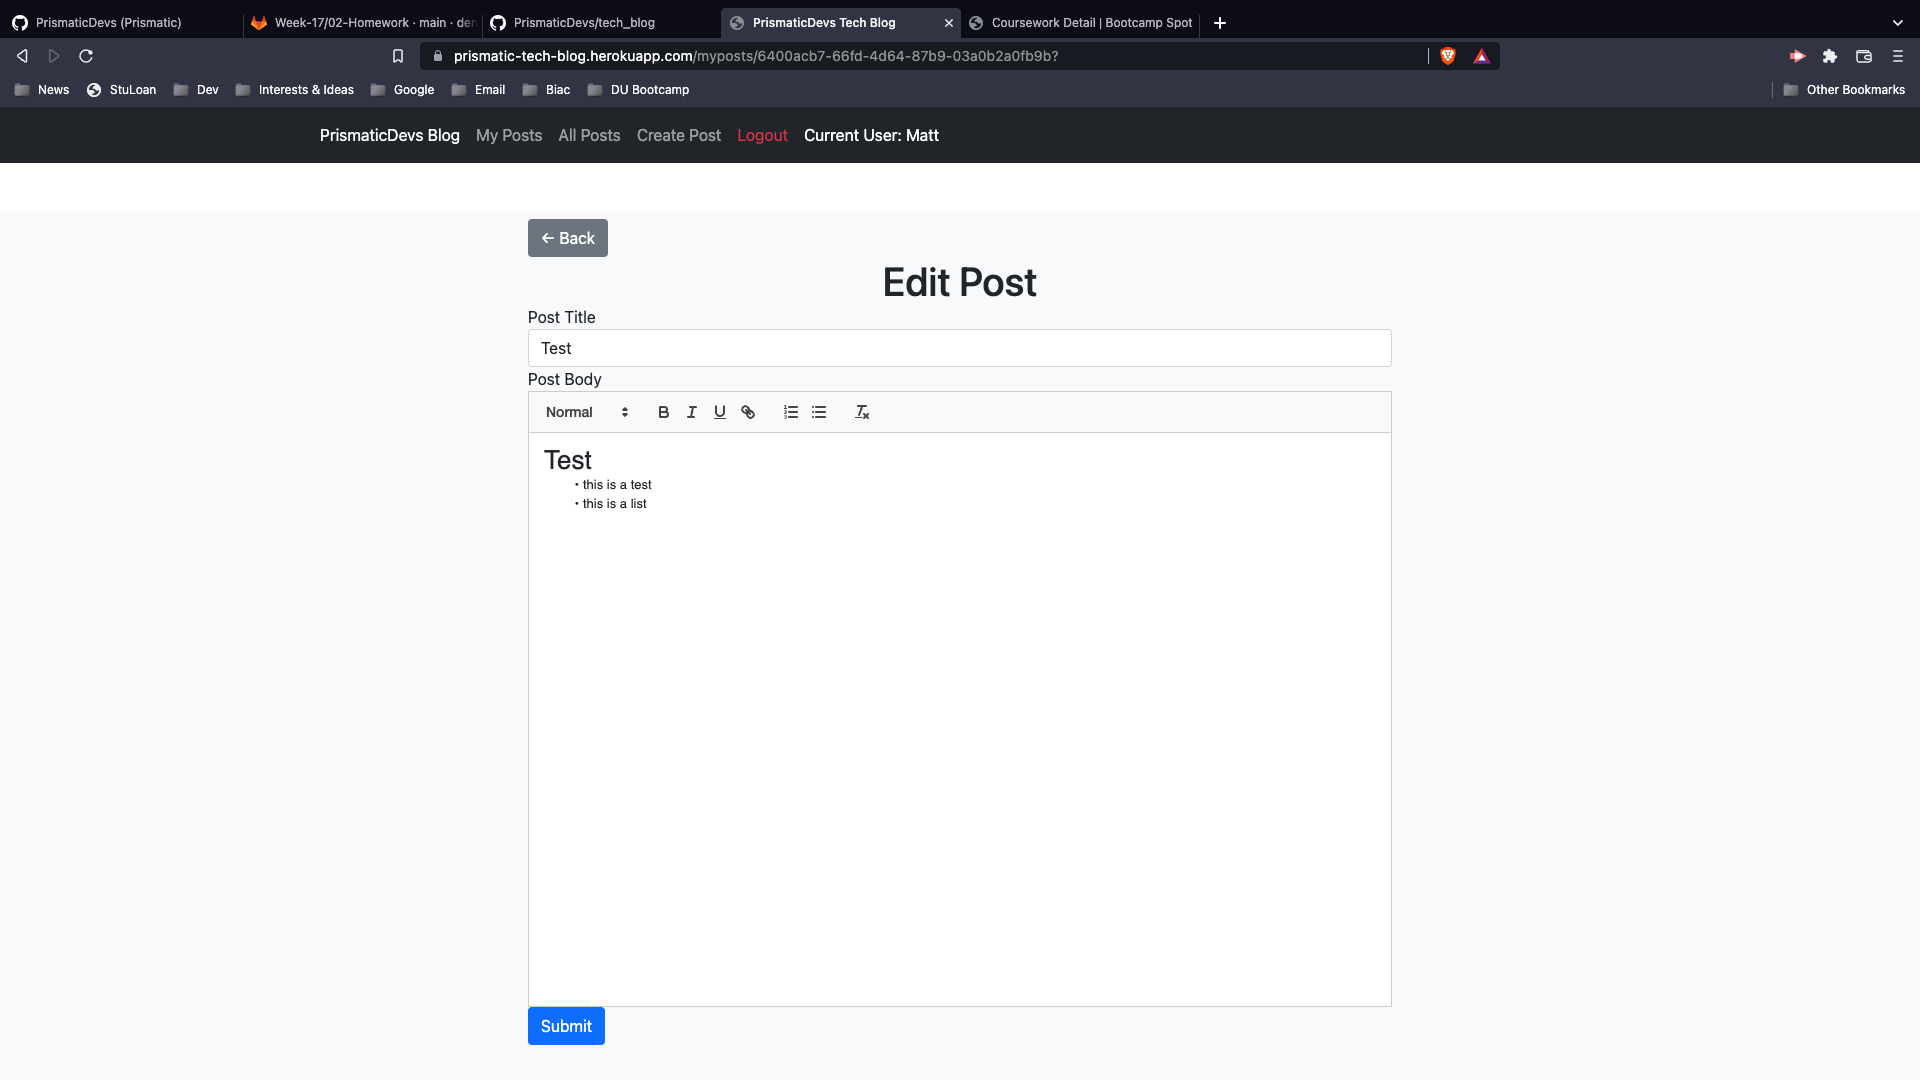 PrismaticDevs (Prismatic)
Week-17/02-Homework · main · den
PrismaticDevs/tech_blog
PrismaticDevs Tech Blog
Coursework Detail | Bootcamp Spot
prismatic-tech-blog.herokuapp.com/myposts/6400acb7-66fd-4d64-87b9-03a0b2a0fb9b?
News
StuLoan
Dev
Interests & Ideas
Google
Email
Biac
DU Bootcamp
Other Bookmarks
PrismaticDevs Blog
My Posts
All Posts
Create Post
Logout
Current User: Matt
← Back
Edit Post
Post Title
Test
Post Body
Normal
Test
• this is a test
• this is a list
Submit